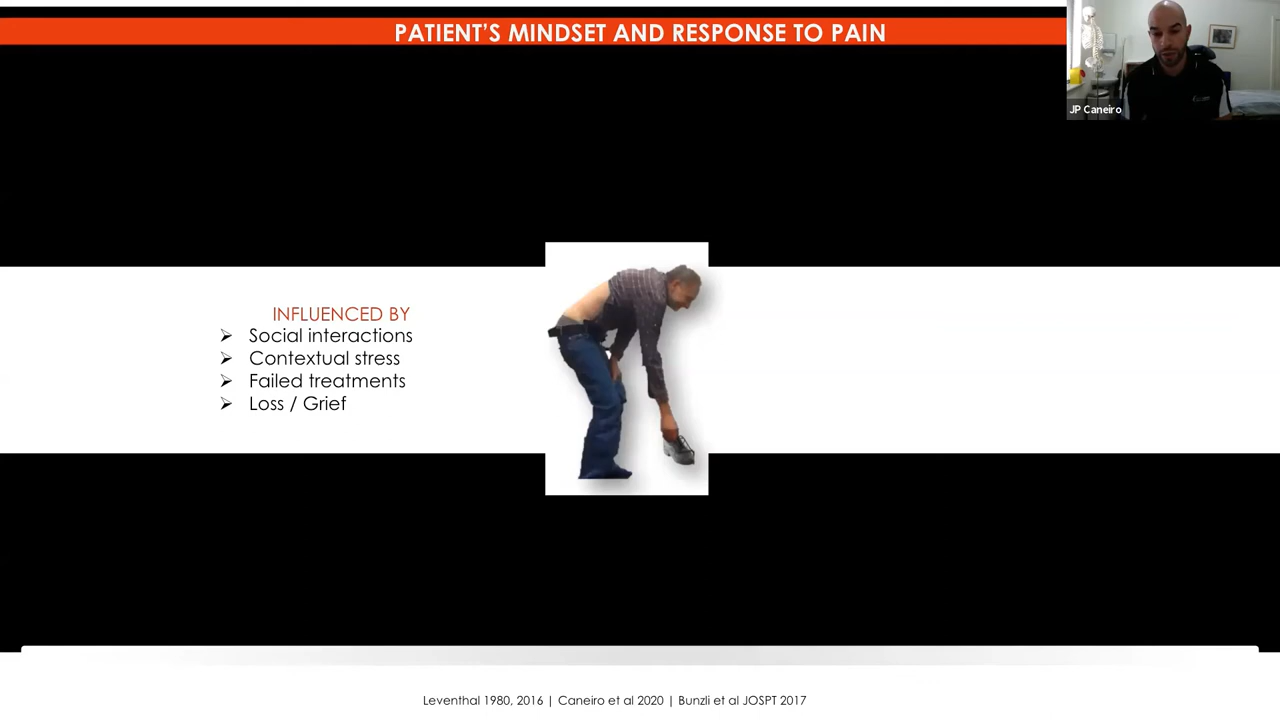 PATIENT'S MINDSET AND RESPONSE TO PAIN
JP Caneiro
INFLUENCED BY
➢ Social interactions
➢ Contextual stress
➢ Failed treatments
➢ Loss / Grief
Leventhal 1980, 2016 | Caneiro et al 2020 | Bunzli et al JOSPT 2017